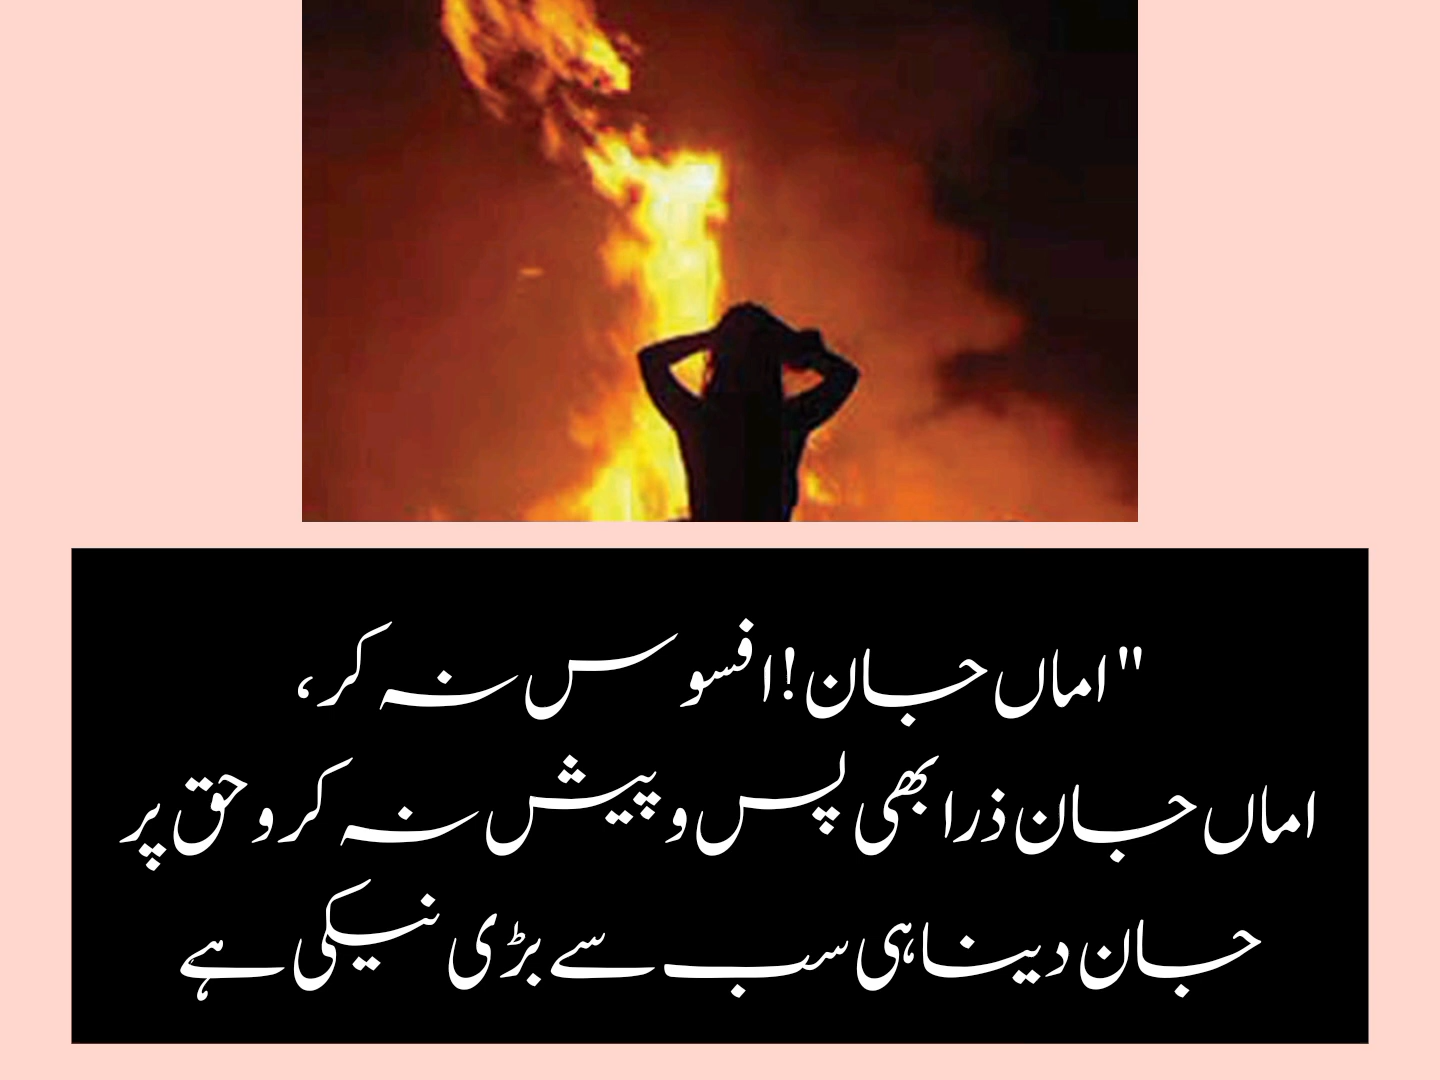 "اماں جان! افسوس نہ کر،
اماں جان ذرا بھی پس و پیش نہ کرو حق پر
جان دینا ہی سب سے بڑی نیکی ہے